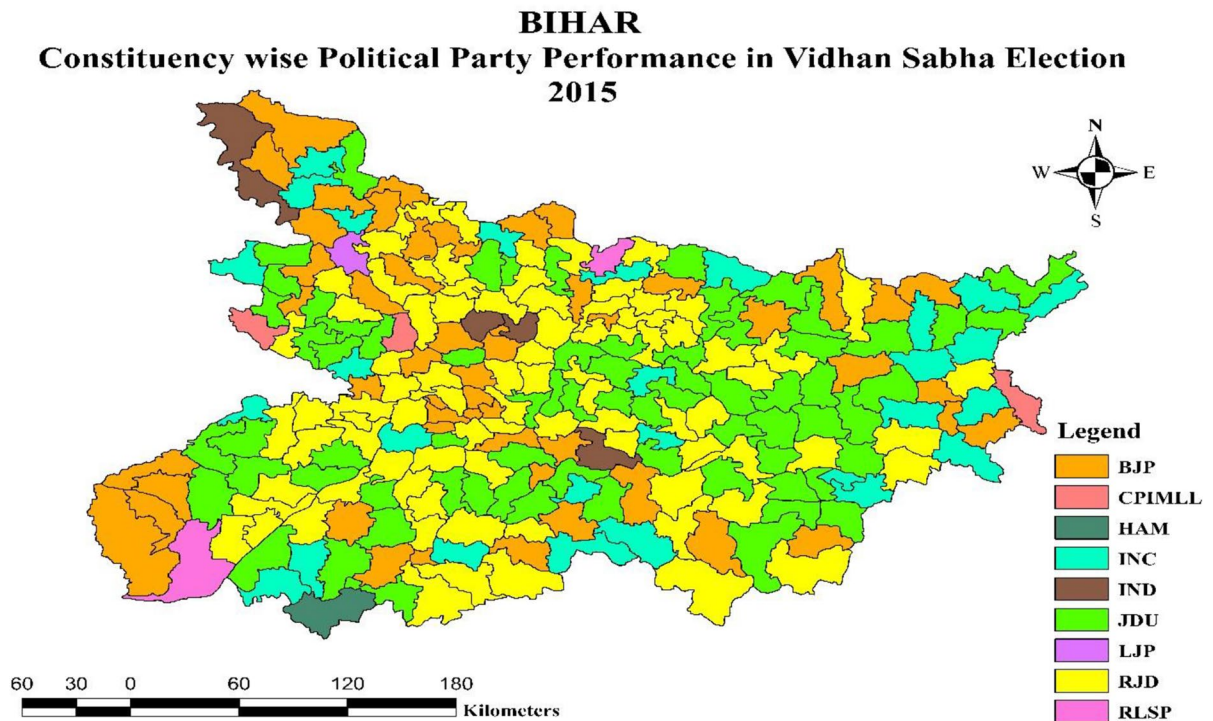 BIHAR
Constituency wise Political Party Performance in Vidhan Sabha Election
2015
N
W E
S
Legend
BJP
CPIMLL
HAM
INC
IND
JDU
LJP
RJD
RLSP
60 30 0 60 120 180
Kilometers